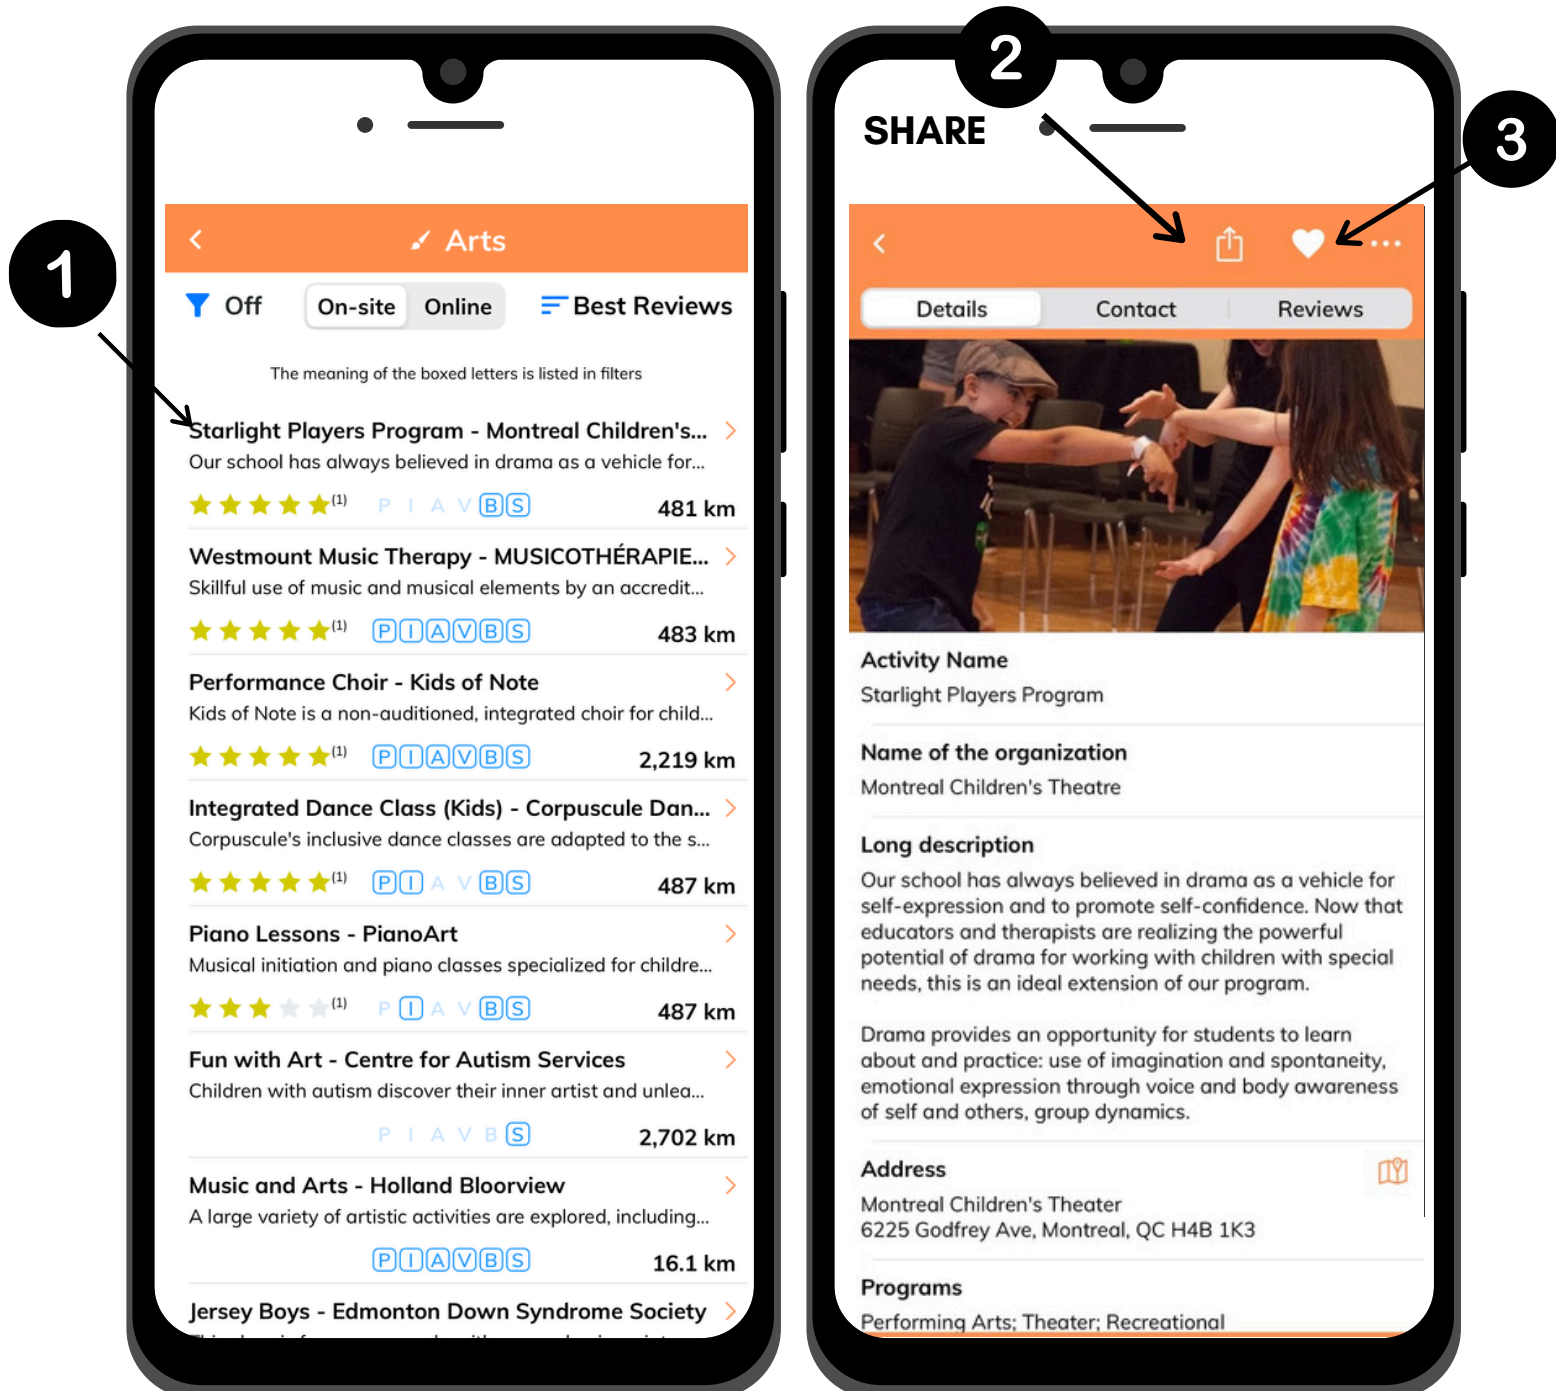 1
Arts
Off
On-site Online
Best Reviews
The meaning of the boxed letters is listed in filters
Starlight Players Program - Montreal Children's...
Our school has always believed in drama as a vehicle for...
(1) P I A V B S 481 km
Westmount Music Therapy - MUSICOTHÉRAPIE...
Skillful use of music and musical elements by an accredit...
(1) P I A V B S 483 km
Performance Choir - Kids of Note
Kids of Note is a non-auditioned, integrated choir for child...
(1) P I A V B S 2,219 km
Integrated Dance Class (Kids) - Corpuscule Dan...
Corpuscule's inclusive dance classes are adapted to the s...
(1) P I A V B S 487 km
Piano Lessons - PianoArt
Musical initiation and piano classes specialized for childre...
(1) P I A V B S 487 km
Fun with Art - Centre for Autism Services
Children with autism discover their inner artist and unlea...
P I A V B S 2,702 km
Music and Arts - Holland Bloorview
A large variety of artistic activities are explored, including...
P I A V B S 16.1 km
Jersey Boys - Edmonton Down Syndrome Society
2
SHARE
3
Details Contact Reviews
Activity Name
Starlight Players Program
Name of the organization
Montreal Children's Theatre
Long description
Our school has always believed in drama as a vehicle for
self-expression and to promote self-confidence. Now that
educators and therapists are realizing the powerful
potential of drama for working with children with special
needs, this is an ideal extension of our program.
Drama provides an opportunity for students to learn
about and practice: use of imagination and spontaneity,
emotional expression through voice and body awareness
of self and others, group dynamics.
Address
Montreal Children's Theater
6225 Godfrey Ave, Montreal, QC H4B 1K3
Programs
Performing Arts; Theater; Recreational